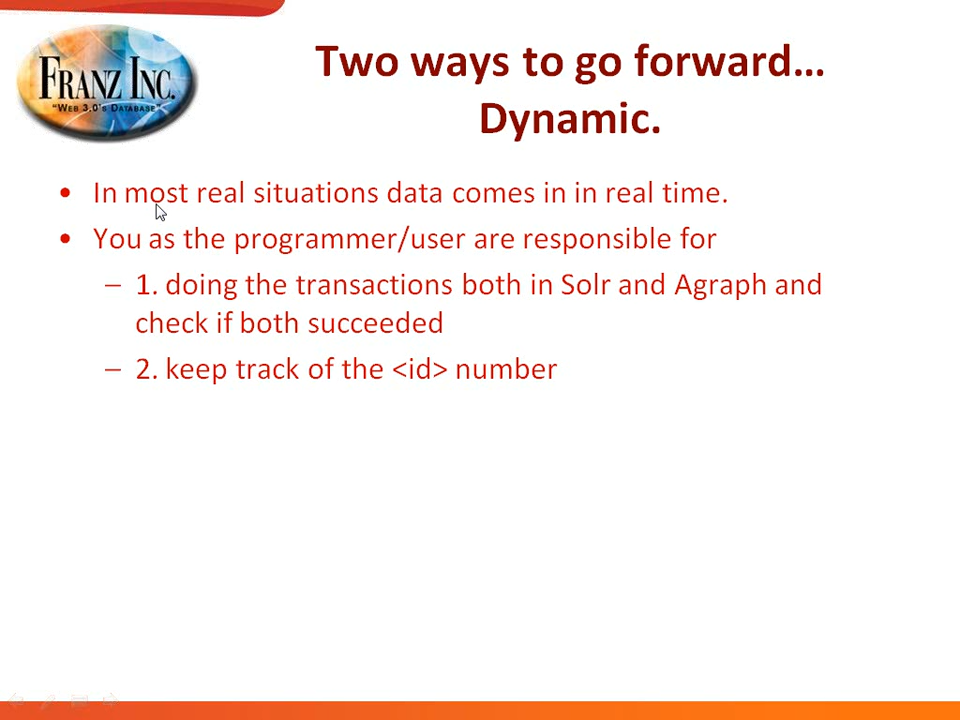 FRANZ INC.
"WEB 3.0'S DATABASE"
Two ways to go forward…
Dynamic.
• In most real situations data comes in in real time.
• You as the programmer/user are responsible for
– 1. doing the transactions both in Solr and Agraph and
check if both succeeded
– 2. keep track of the <id> number